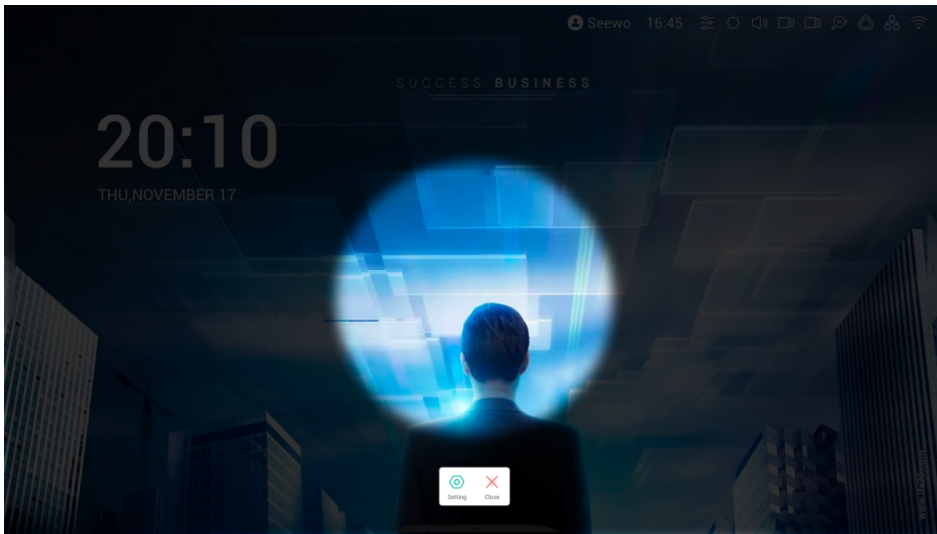 Seewo 16:45
SUCCESS BUSINESS
20:10
THU,NOVEMBER 17
Setting Close